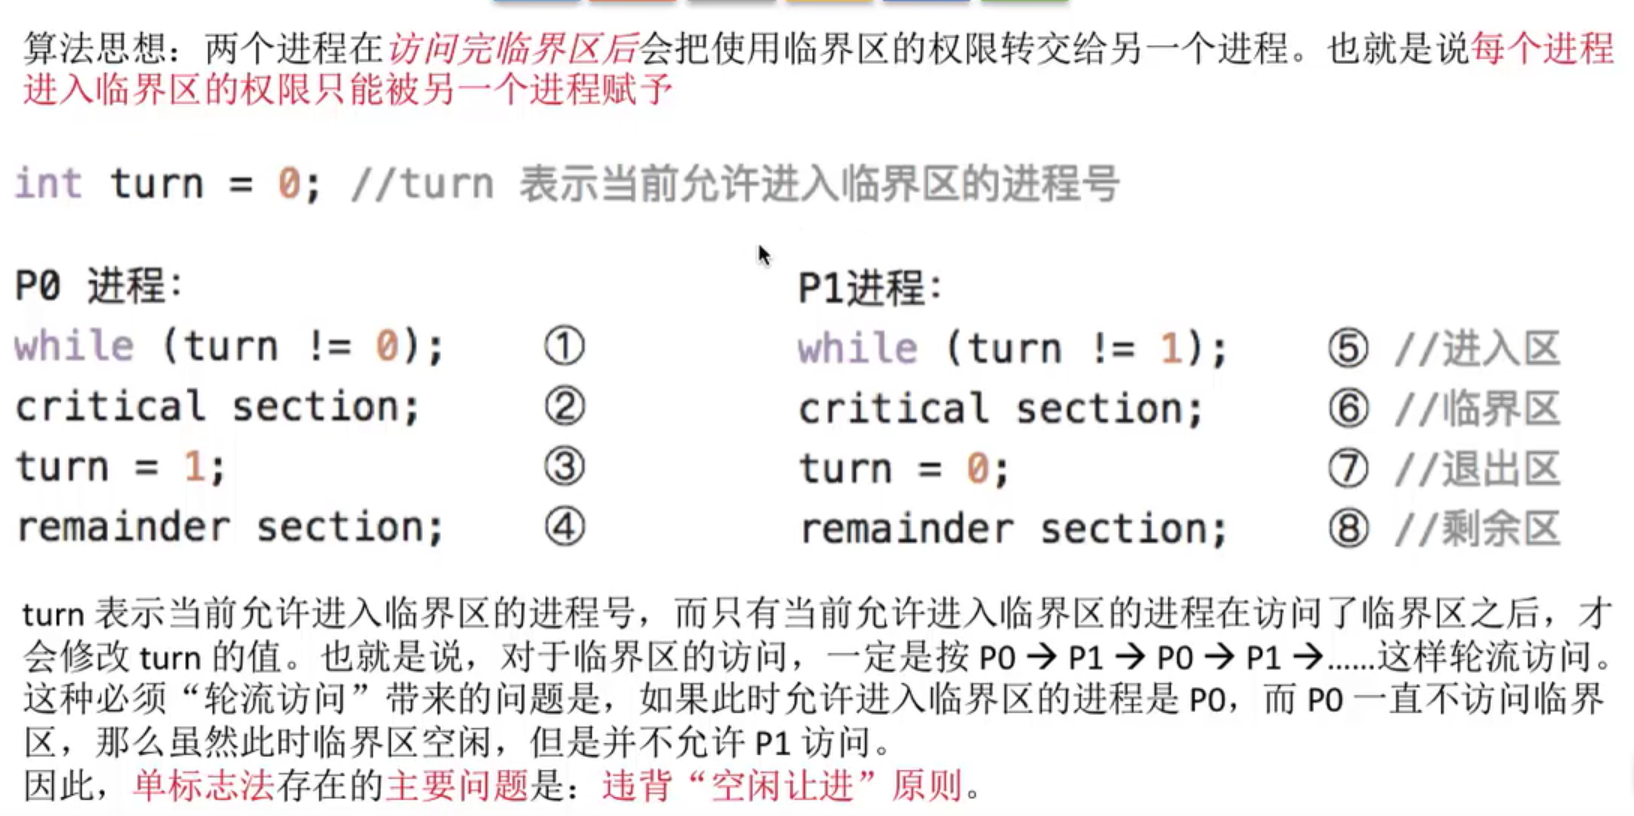 算法思想：两个进程在访问完临界区后会把使用临界区的权限转交给另一个进程。也就是说每个进程
进入临界区的权限只能被另一个进程赋予
int turn = 0; //turn 表示当前允许进入临界区的进程号
P0 进程:
while (turn != 0); ①
critical section; ②
turn = 1; ③
remainder section; ④
P1进程:
while (turn != 1); ⑤ //进入区
critical section; ⑥ //临界区
turn = 0; ⑦ //退出区
remainder section; ⑧ //剩余区
turn 表示当前允许进入临界区的进程号，而只有当前允许进入临界区的进程在访问了临界区之后，才
会修改 turn 的值。也就是说，对于临界区的访问，一定是按 P0 → P1 → P0 → P1 →……这样轮流访问。
这种必须“轮流访问”带来的问题是，如果此时允许进入临界区的进程是 P0，而 P0 一直不访问临界
区，那么虽然此时临界区空闲，但是并不允许 P1 访问。
因此，单标志法存在的主要问题是：违背“空闲让进”原则。